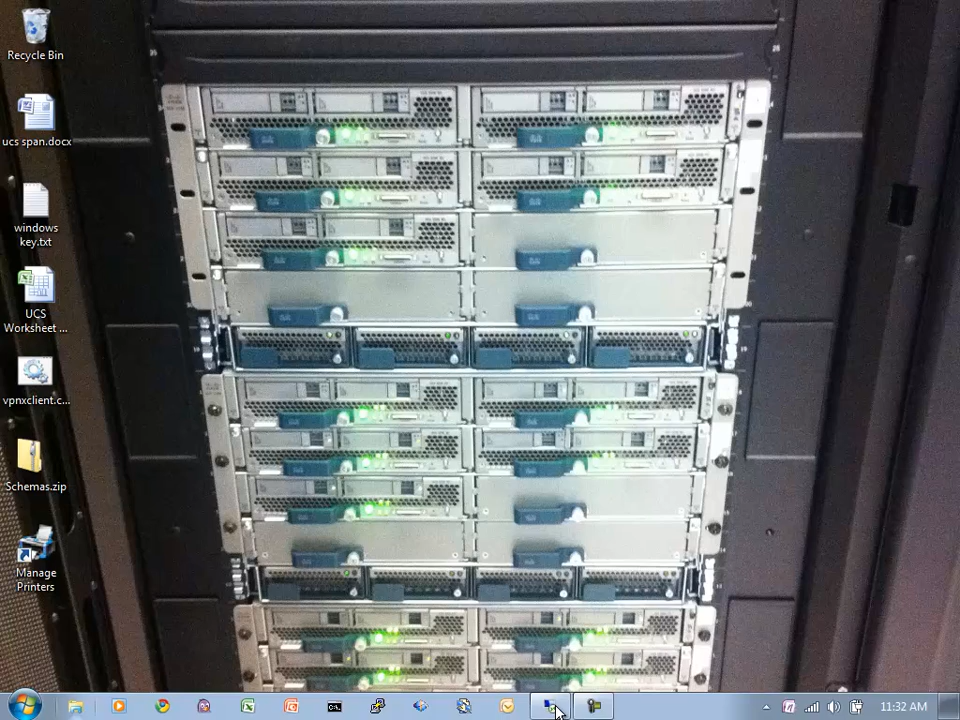 Recycle Bin
ucs span.docx
windows
key.txt
UCS
Worksheet ...
vpnxclient.c...
Schemas.zip
Manage
Printers
C:\
11:32 AM